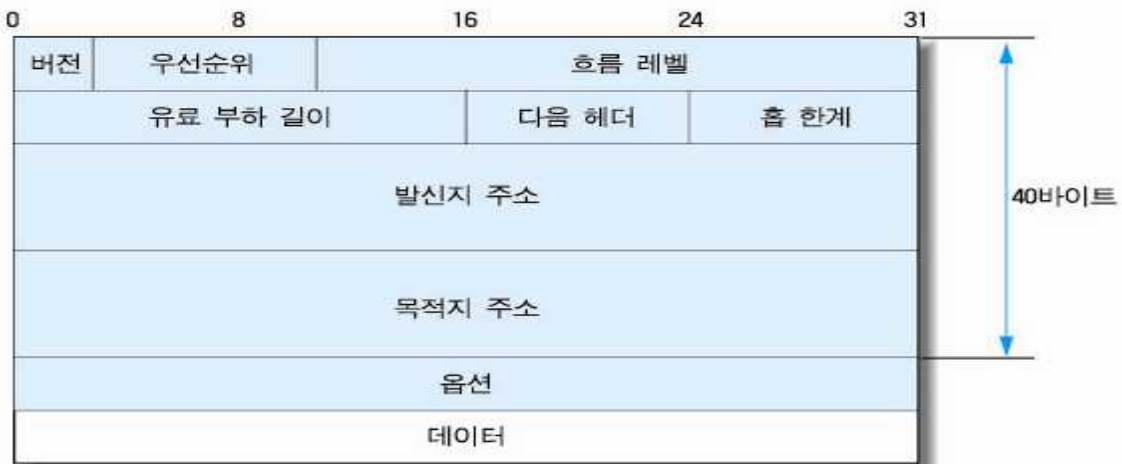 0 8 16 24 31
버전 우선순위 흐름 레벨
유료 부하 길이 다음 헤더 홉 한계
발신지 주소
40바이트
목적지 주소
옵션
데이터